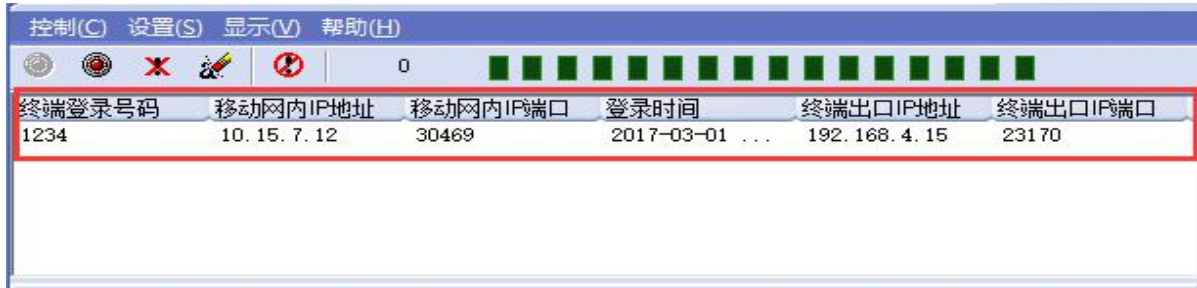 控制(C) 设置(S) 显示(V) 帮助(H)
0
终端登录号码 移动网内IP地址 移动网内IP端口 登录时间 终端出口IP地址 终端出口IP端口
1234 10.15.7.12 30469 2017-03-01 ... 192.168.4.15 23170